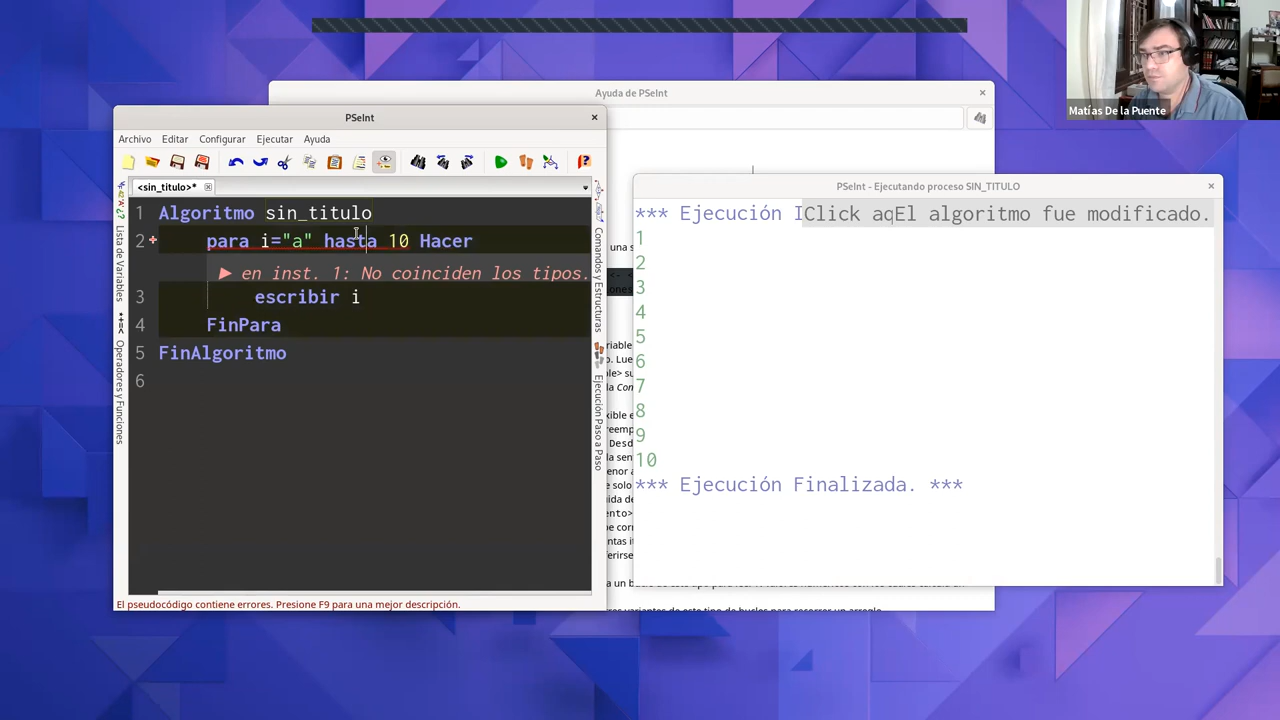 Matías De la Puente
Ayuda de PSeInt
PSeInt
Archivo Editar Configurar Ejecutar Ayuda
<sin_titulo>*
Lista de Variables
Operadores y Funciones
1 Algoritmo sin_titulo
2 para i="a" hasta 10 Hacer
▶ en inst. 1: No coinciden los tipos.
3 escribir i
4 FinPara
5 FinAlgoritmo
6
Comandos y Estructuras
Ejecución Paso a Paso
El pseudocódigo contiene errores. Presione F9 para una mejor descripción.
PSeInt - Ejecutando proceso SIN_TITULO
*** Ejecución I
Click aqEl algoritmo fue modificado.
1
2
3
4
5
6
7
8
9
10
*** Ejecución Finalizada. ***